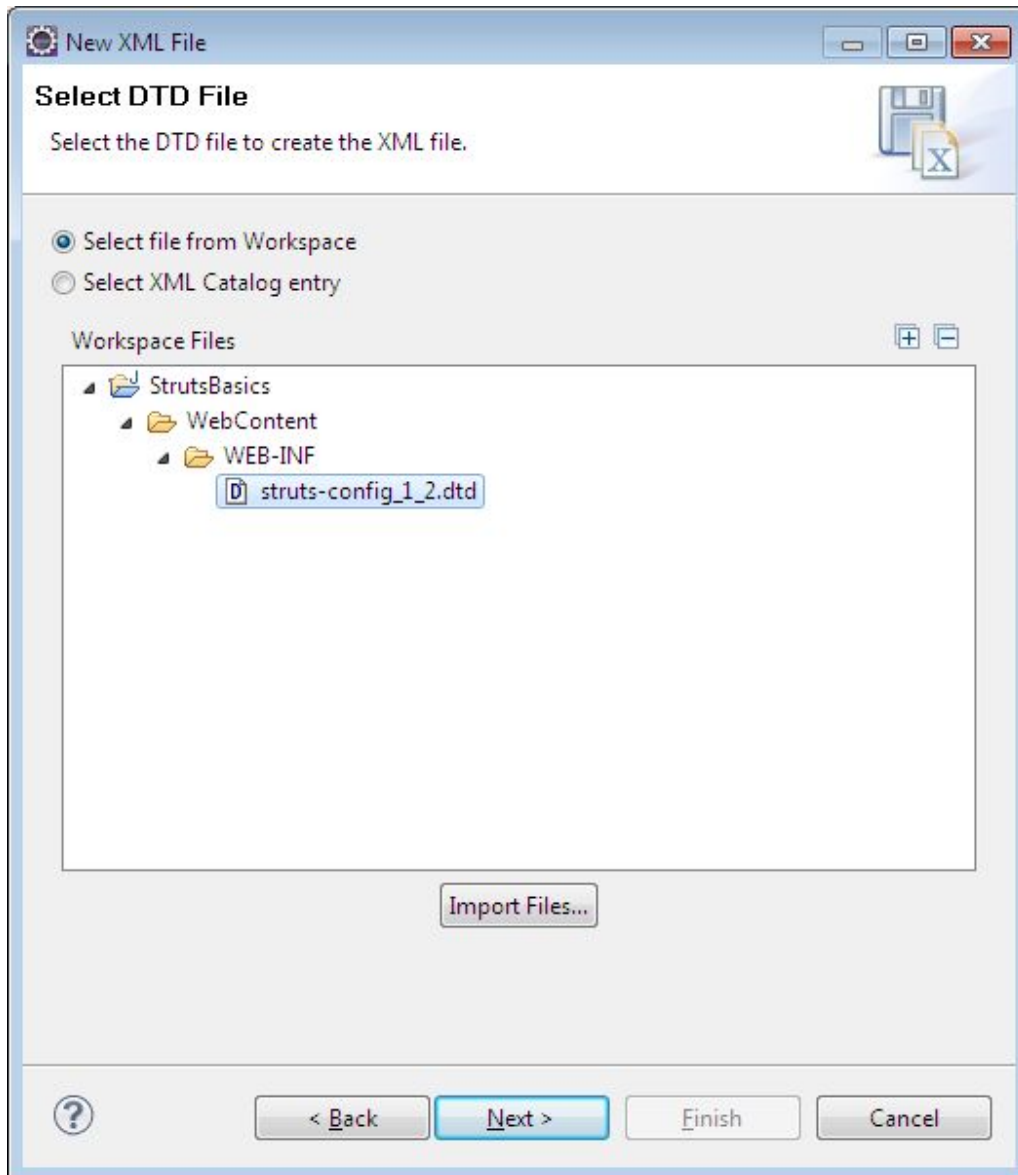 New XML File
Select DTD File
Select the DTD file to create the XML file.
X
Select file from Workspace
Select XML Catalog entry
Workspace Files
StrutsBasics
WebContent
WEB-INF
D struts-config_1_2.dtd
Import Files...
? < Back Next > Finish Cancel